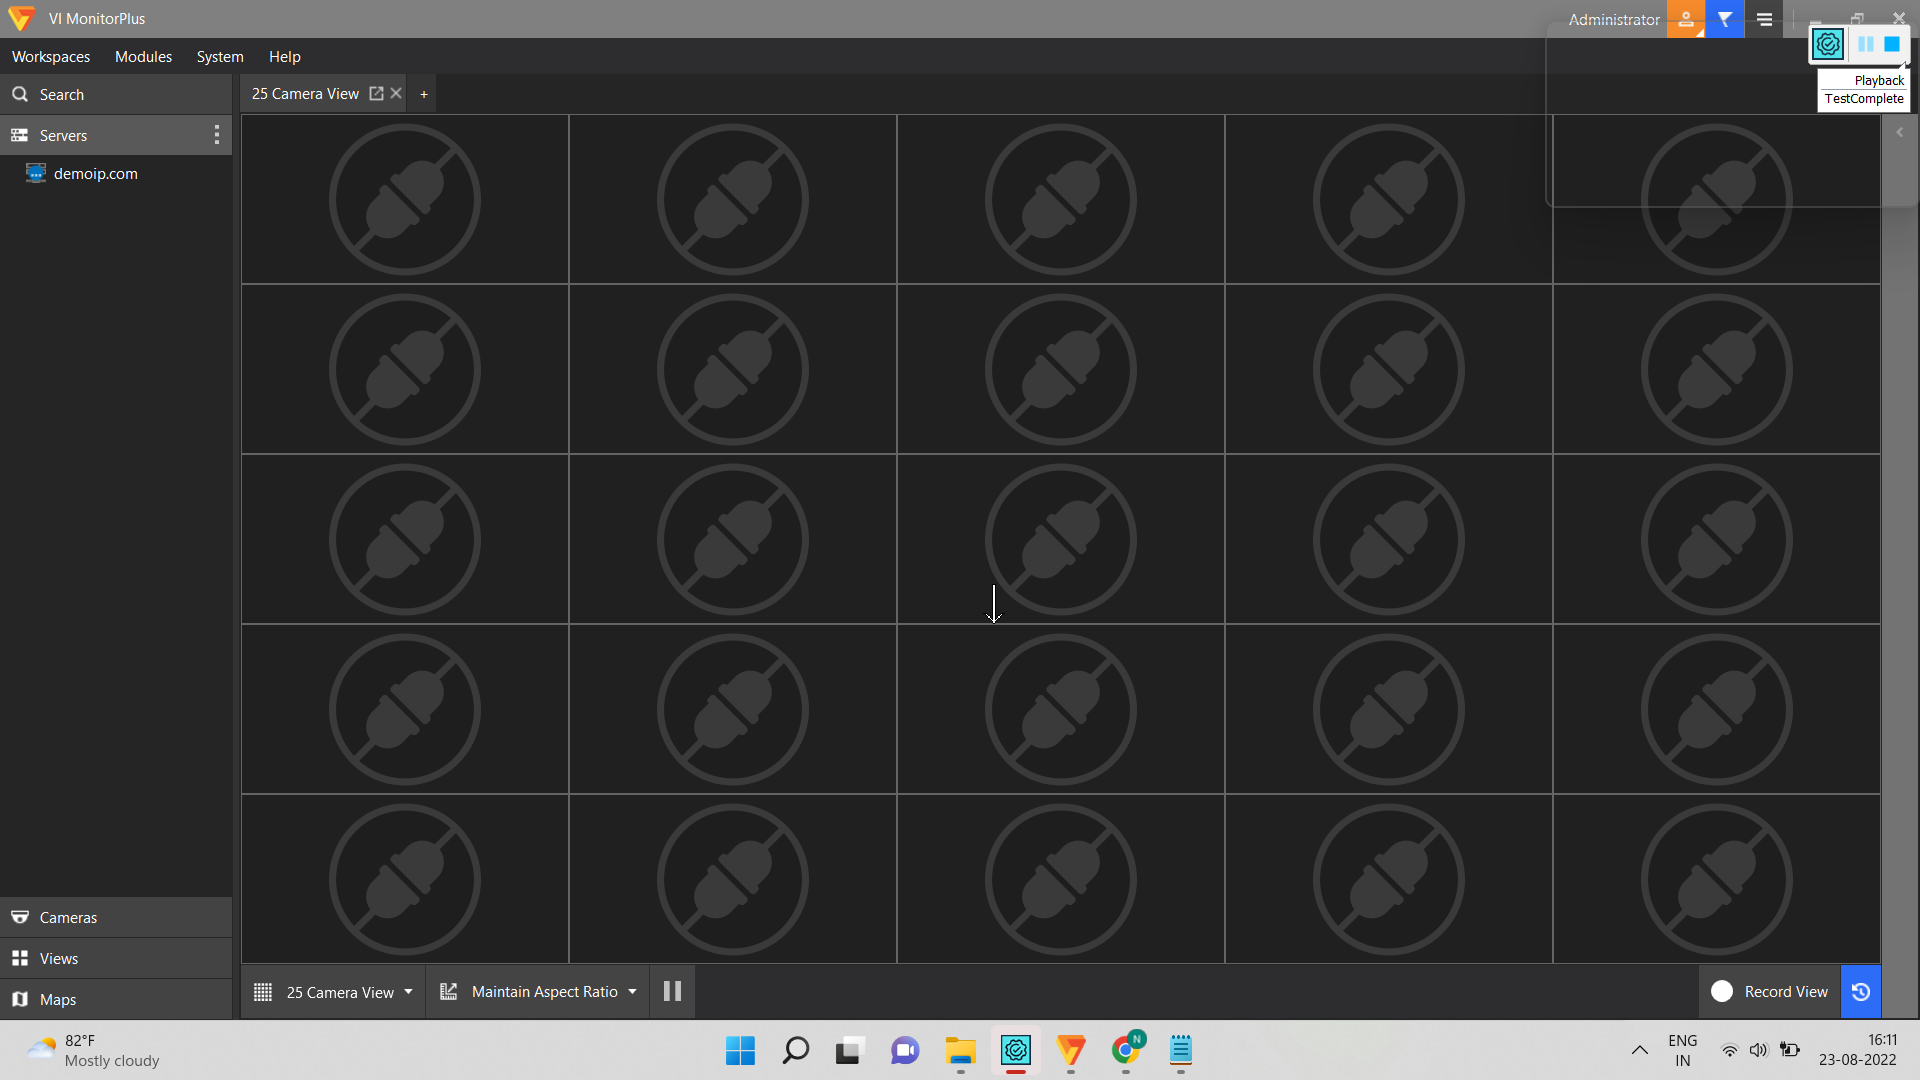 VI MonitorPlus
Administrator
Workspaces Modules System Help
Playback
TestComplete
Search
25 Camera View +
Servers
demoip.com
Cameras
Views
Maps
25 Camera View
Maintain Aspect Ratio
Record View
82°F
Mostly cloudy
N
ENG
IN
16:11
23-08-2022